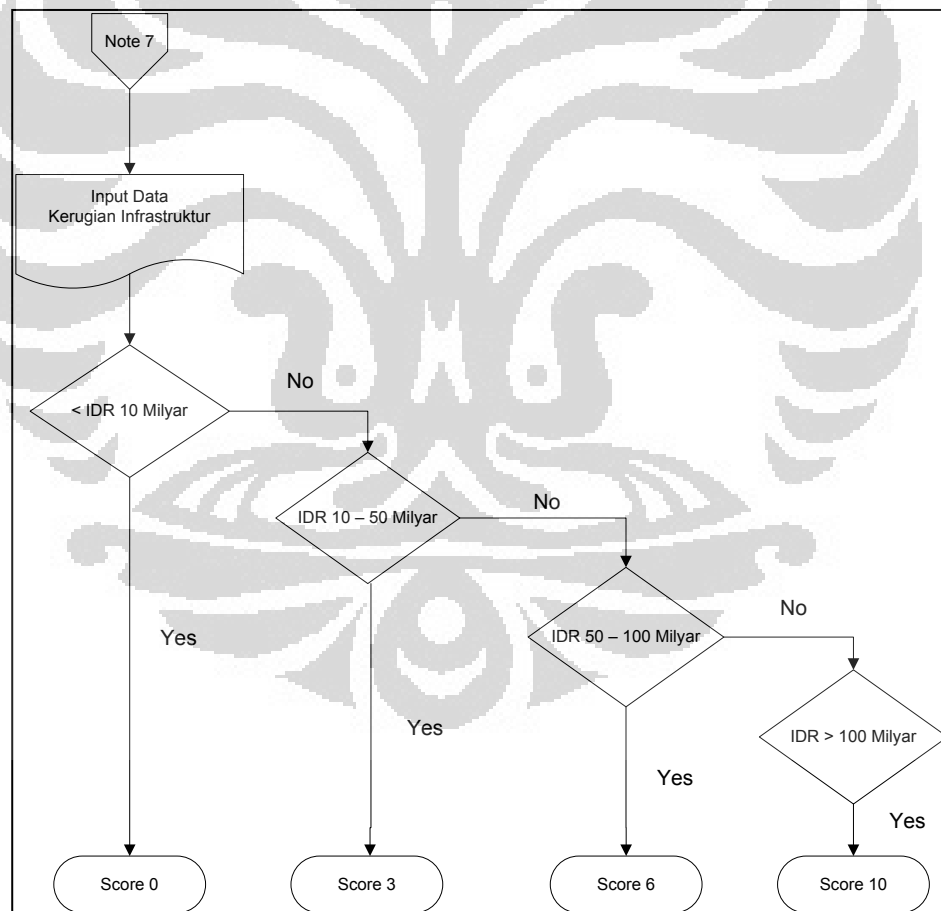 Note 7
Input Data
Kerugian Infrastruktur
< IDR 10 Milyar
No
IDR 10 – 50 Milyar
No
IDR 50 – 100 Milyar
No
IDR > 100 Milyar
Yes
Yes
Yes
Yes
Score 0
Score 3
Score 6
Score 10